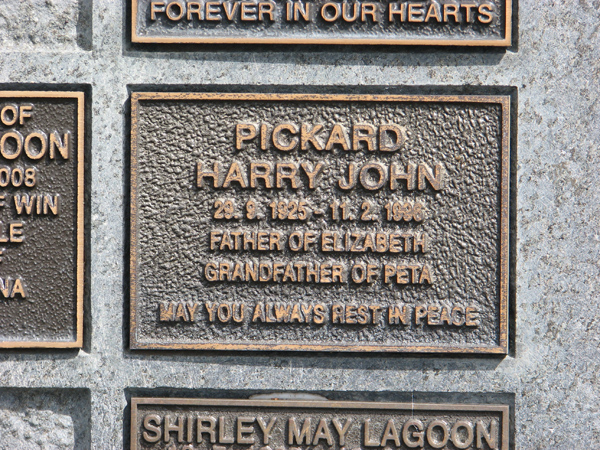 FOREVER IN OUR HEARTS
OF
OON
008
F WIN
LE
NA
PICKARD
HARRY JOHN
29. 9. 1925 - 11. 2. 1998
FATHER OF ELIZABETH
GRANDFATHER OF PETA
MAY YOU ALWAYS REST IN PEACE
SHIRLEY MAY LAGOON